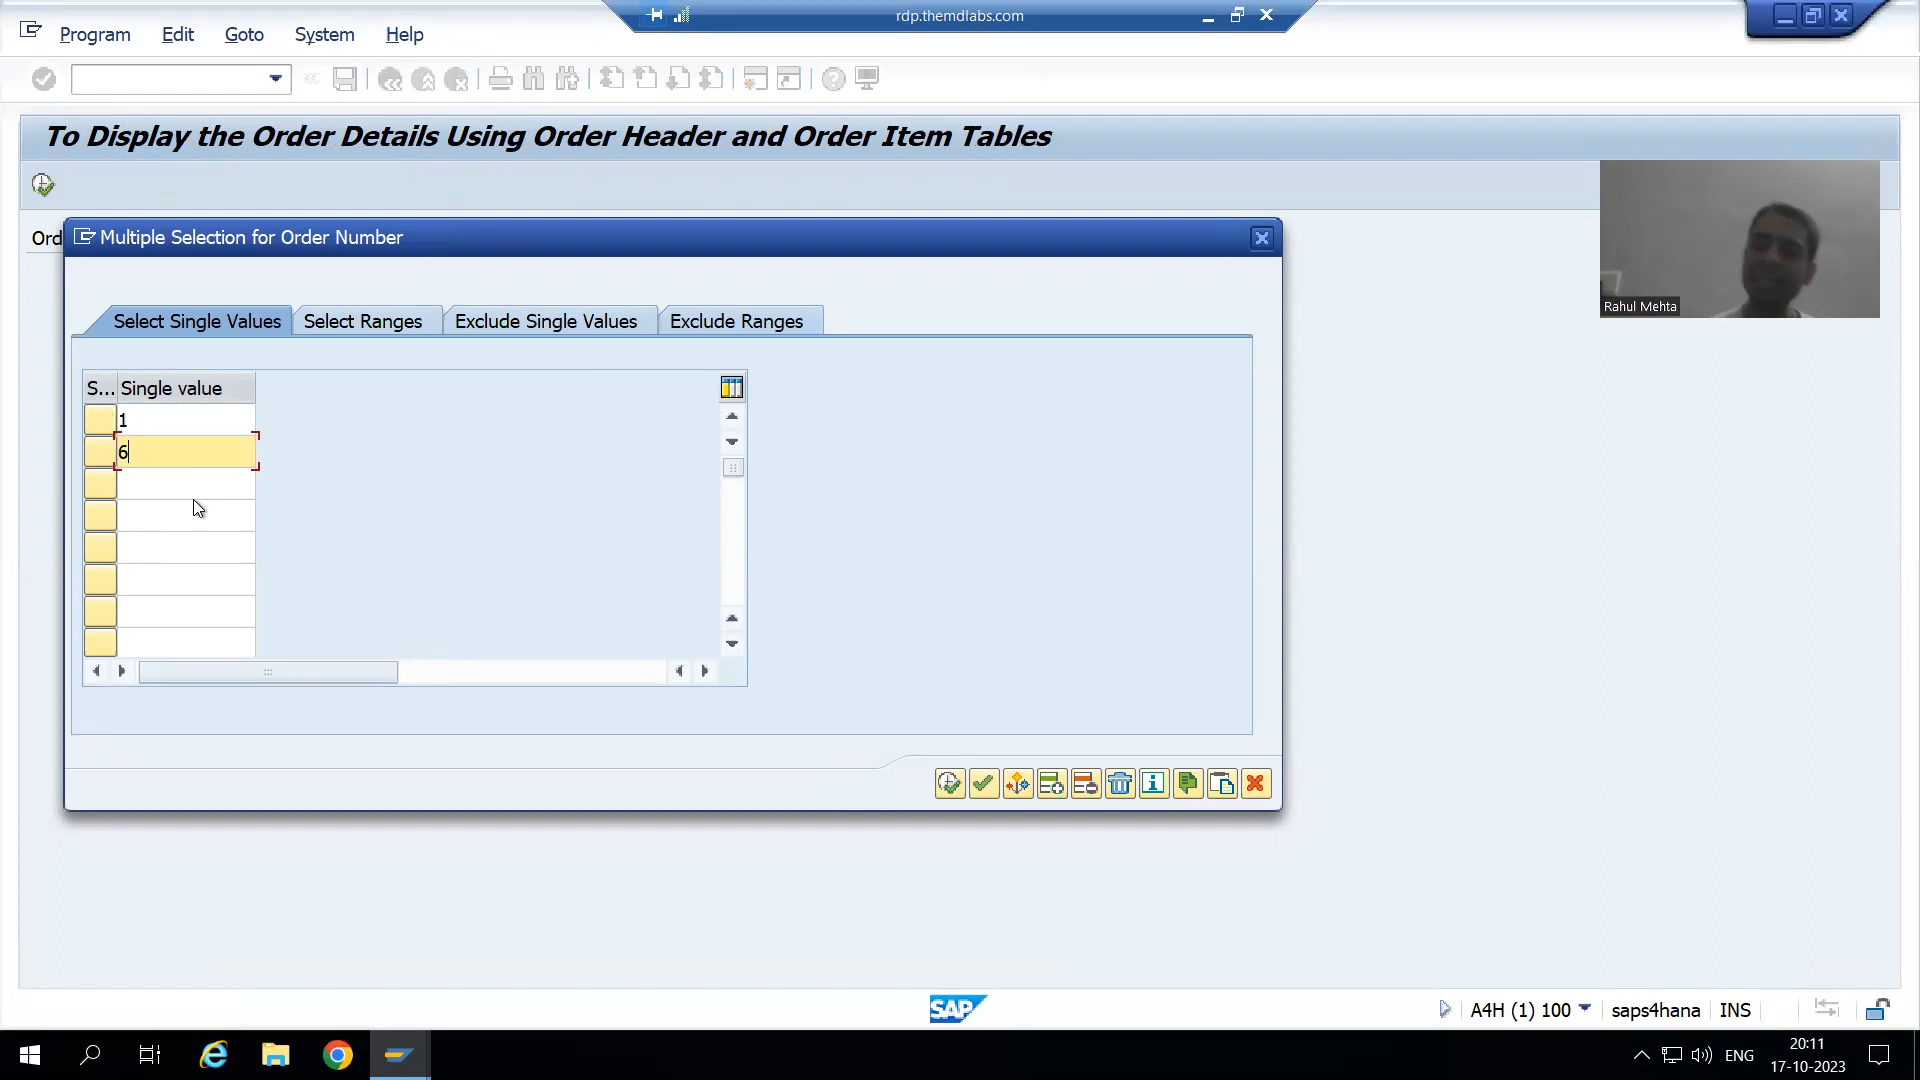 rdp.themdlabs.com
Program Edit Goto System Help
To Display the Order Details Using Order Header and Order Item Tables
Ord
Multiple Selection for Order Number
Rahul Mehta
Select Single Values Select Ranges Exclude Single Values Exclude Ranges
S... Single value
1
6
SAP
A4H (1) 100 saps4hana INS
ENG
20:11
17-10-2023